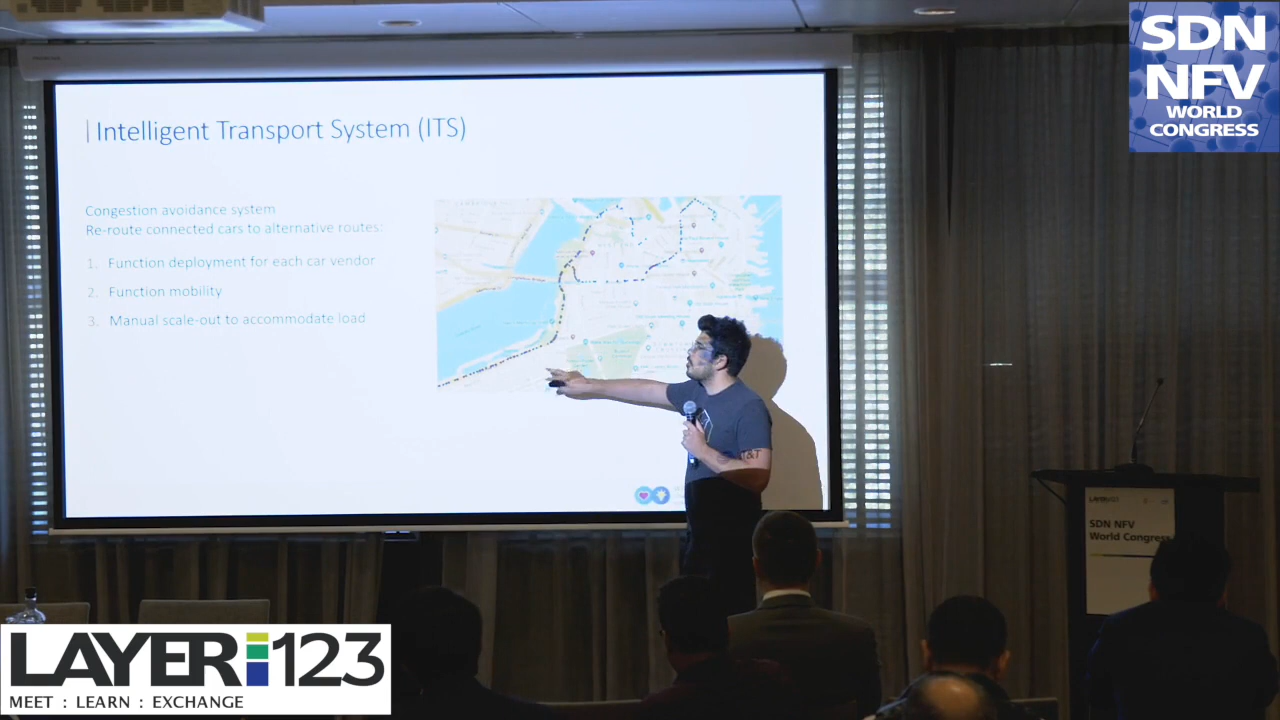 SDN
NFV
WORLD
CONGRESS
| Intelligent Transport System (ITS)
Congestion avoidance system
Re-route connected cars to alternative routes:
1. Function deployment for each car vendor
2. Function mobility
3. Manual scale-out to accommodate load
SDN NFV
World Congress
LAYER123
MEET : LEARN : EXCHANGE